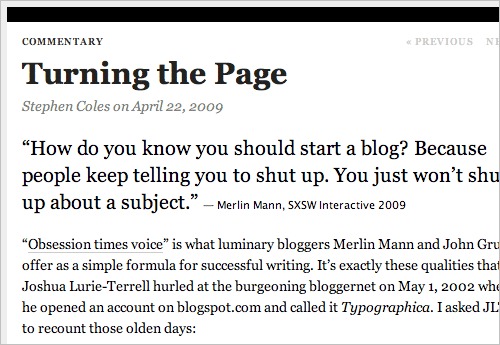 COMMENTARY « PREVIOUS NE
Turning the Page
Stephen Coles on April 22, 2009
“How do you know you should start a blog? Because
people keep telling you to shut up. You just won’t shu
up about a subject.” — Merlin Mann, SXSW Interactive 2009
“Obsession times voice” is what luminary bloggers Merlin Mann and John Gru
offer as a simple formula for successful writing. It’s exactly these qualities that
Joshua Lurie-Terrell hurled at the burgeoning bloggernet on May 1, 2002 whe
he opened an account on blogspot.com and called it Typographica. I asked JLT
to recount those olden days: